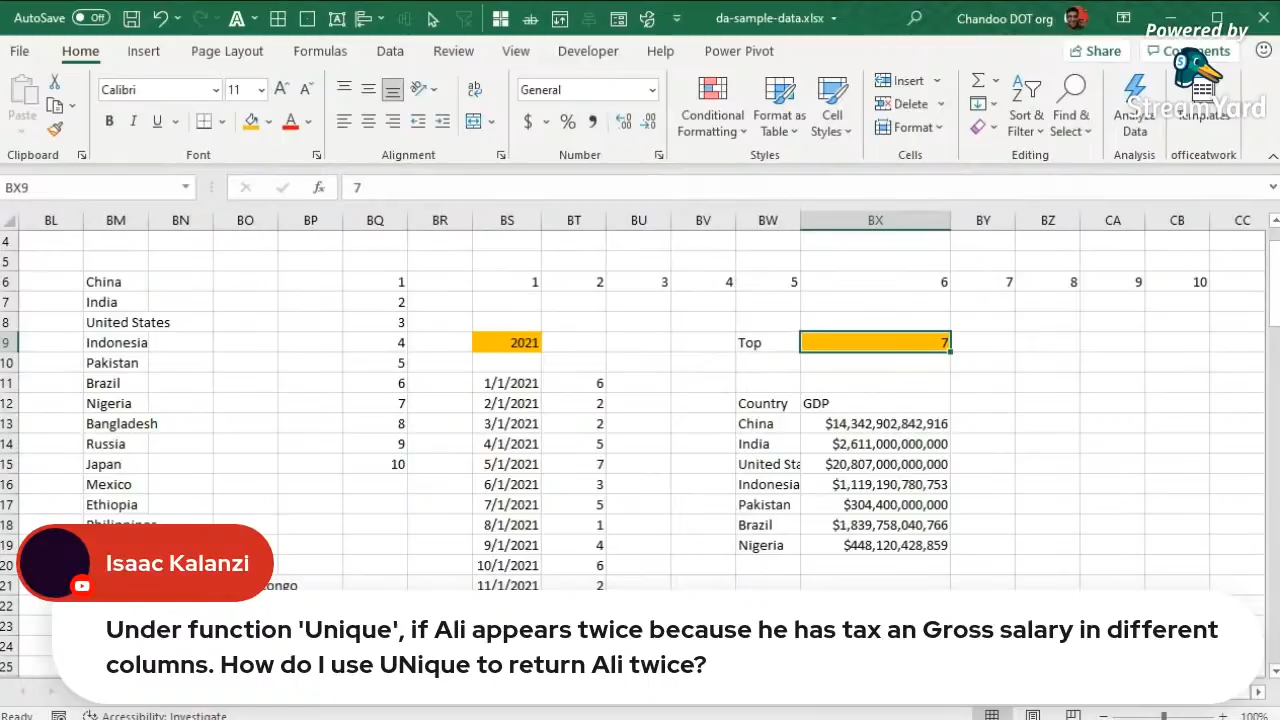 AutoSave Off da-sample-data.xlsx Chandoo DOT org
Powered by
File Home Insert Draw Page Layout Formulas Data Review View Developer Help Power Pivot Share Comments
StreamYard
Paste Calibri 11 General Conditional Formatting Format as Table Cell Styles Insert Delete Format Sort & Filter Find & Select Analyze Data Templates
Clipboard Font Alignment Number Styles Cells Editing Analysis officeatwork
BX9 fx 7
BL BM BN BO BP BQ BR BS BT BU BV BW BX BY BZ CA CB CC
4
5
6 China 1 1 2 3 4 5 6 7 8 9 10
7 India 2
8 United States 3
9 Indonesia 4 2021 Top 7
10 Pakistan 5
11 Brazil 6 1/1/2021 6
12 Nigeria 7 2/1/2021 2 Country GDP
13 Bangladesh 8 3/1/2021 2 China $14,342,902,842,916
14 Russia 9 4/1/2021 5 India $2,611,000,000,000
15 Japan 10 5/1/2021 7 United Sta $20,807,000,000,000
16 Mexico 6/1/2021 3 Indonesia $1,119,190,780,753
17 Ethiopia 7/1/2021 5 Pakistan $304,400,000,000
18 Philippines 8/1/2021 1 Brazil $1,839,758,040,766
19 9/1/2021 4 Nigeria $448,120,428,859
20 10/1/2021 6
21 ongo 11/1/2021 2
22
23
24
25
Isaac Kalanzi
Under function 'Unique', if Ali appears twice because he has tax an Gross salary in different
columns. How do I use UNique to return Ali twice?
Ready Accessibility: Investigate 100%